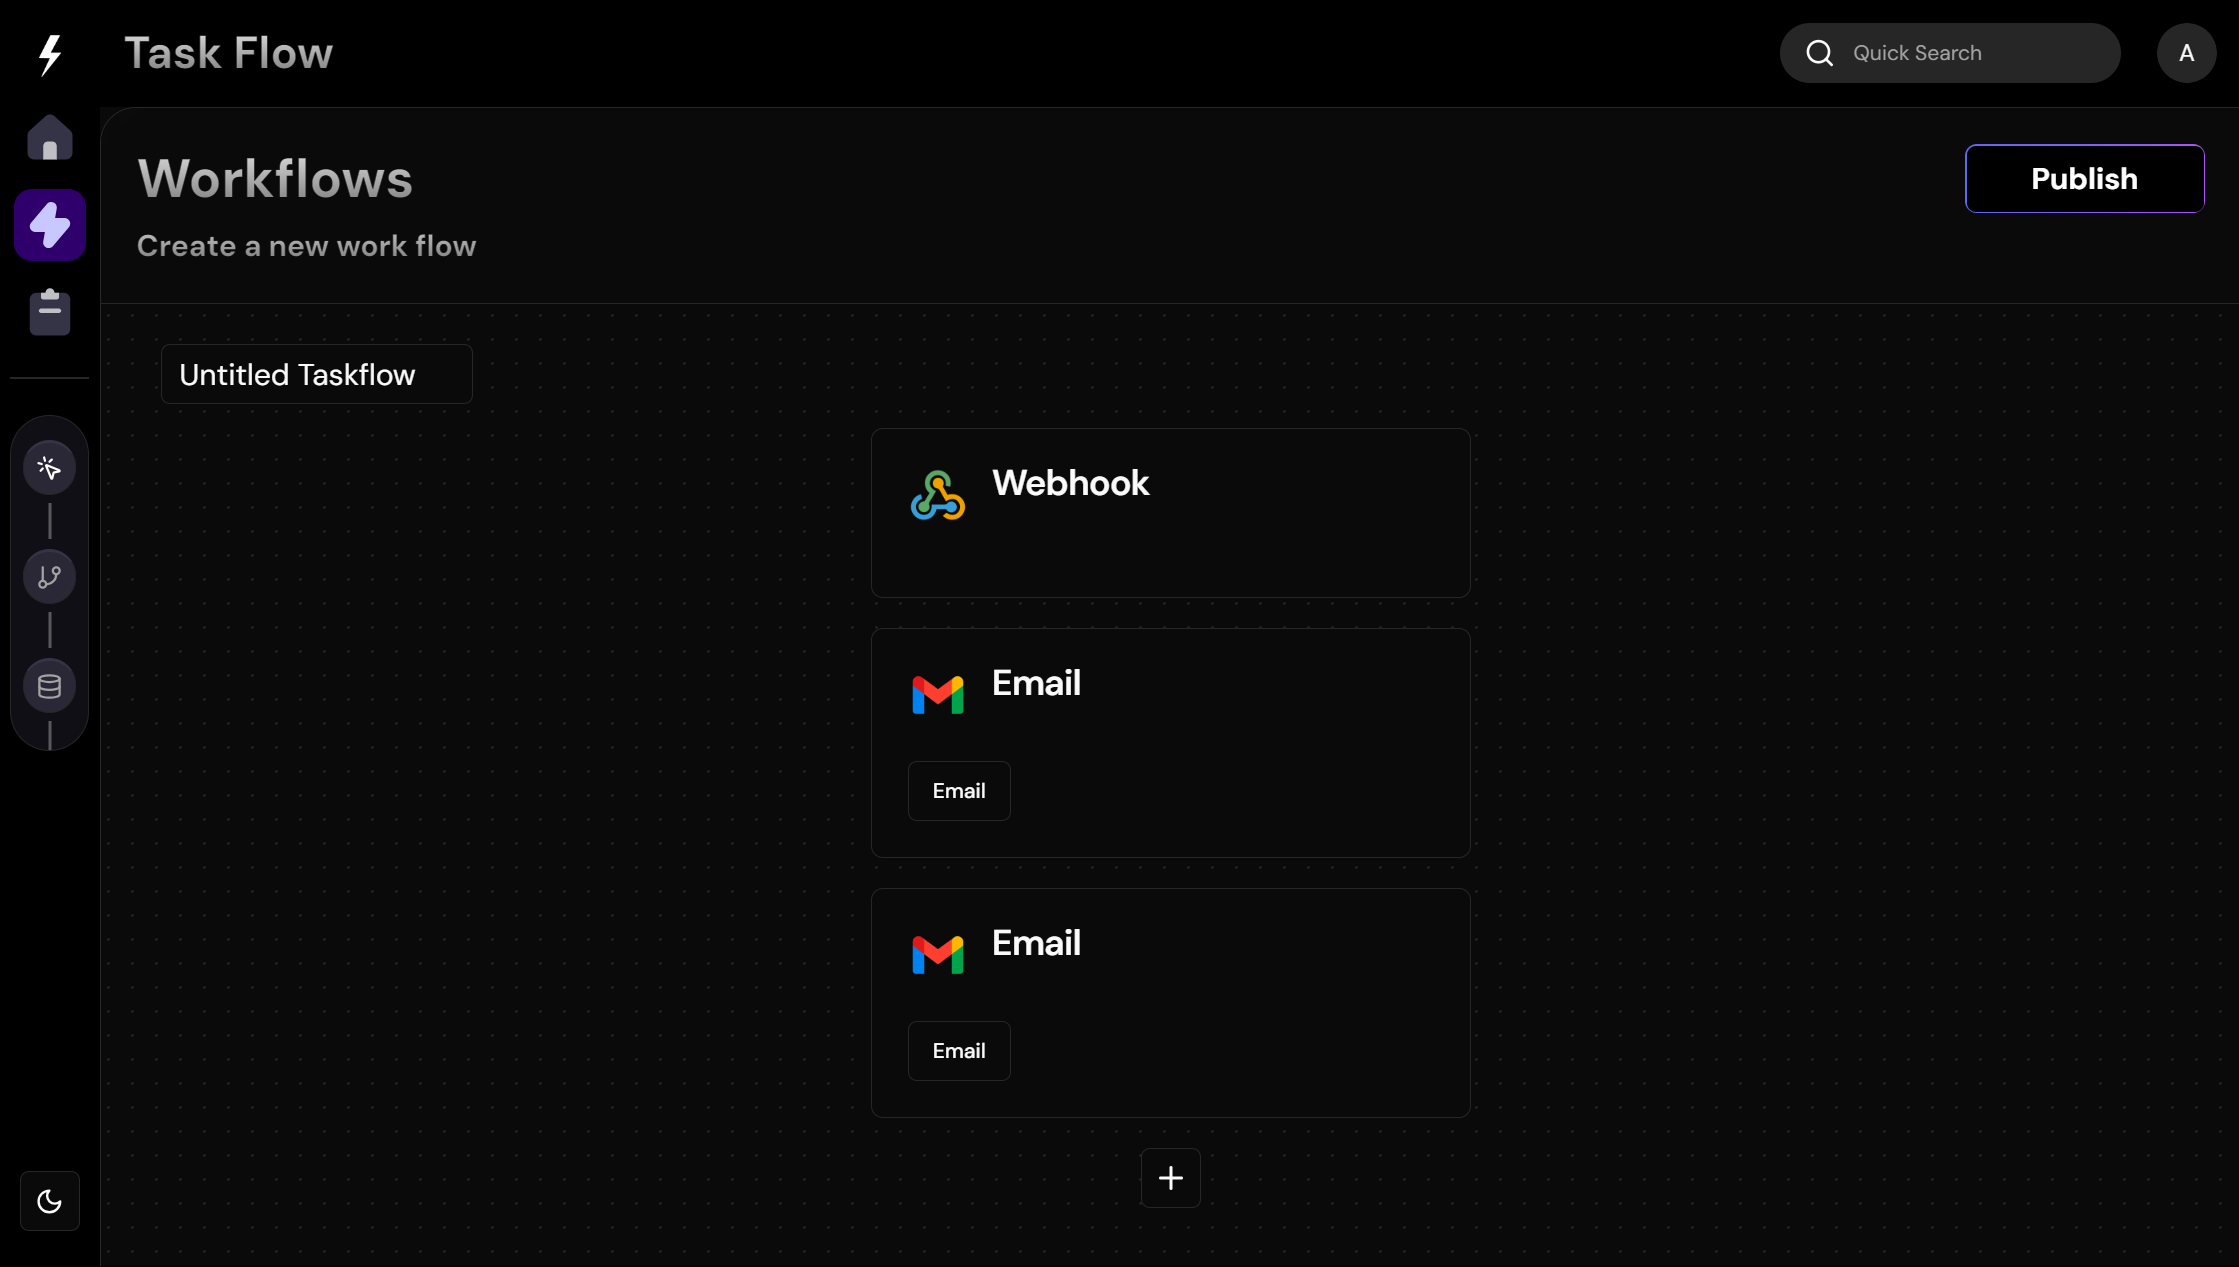 Task Flow
Quick Search
A
Workflows
Publish
Create a new work flow
Untitled Taskflow
Webhook
Email
Email
Email
Email